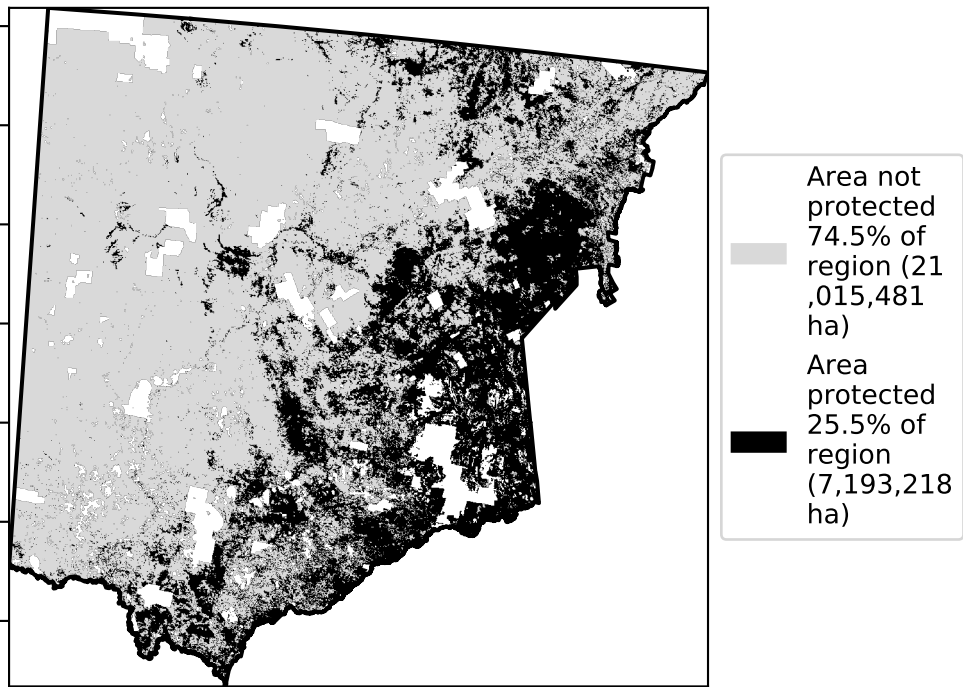 Area not
protected
74.5% of
region (21
,015,481
ha)
Area
protected
25.5% of
region
(7,193,218
ha)